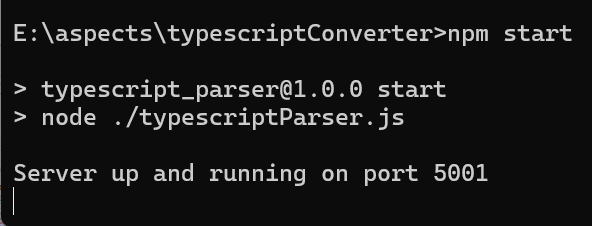 E:\aspects\typescriptConverter>npm start
> typescript_parser@1.0.0 start
> node ./typescriptParser.js
Server up and running on port 5001